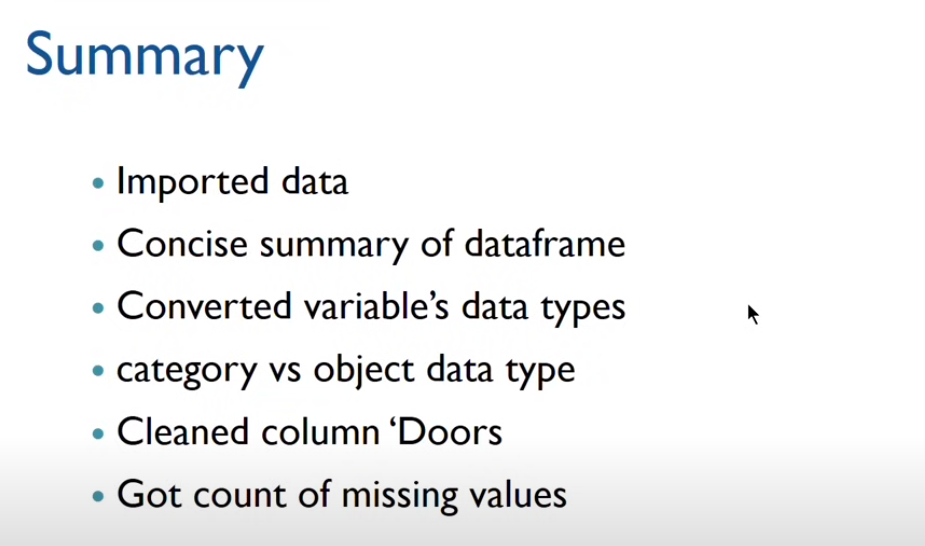 Summary
• Imported data
• Concise summary of dataframe
• Converted variable’s data types
• category vs object data type
• Cleaned column ‘Doors
• Got count of missing values